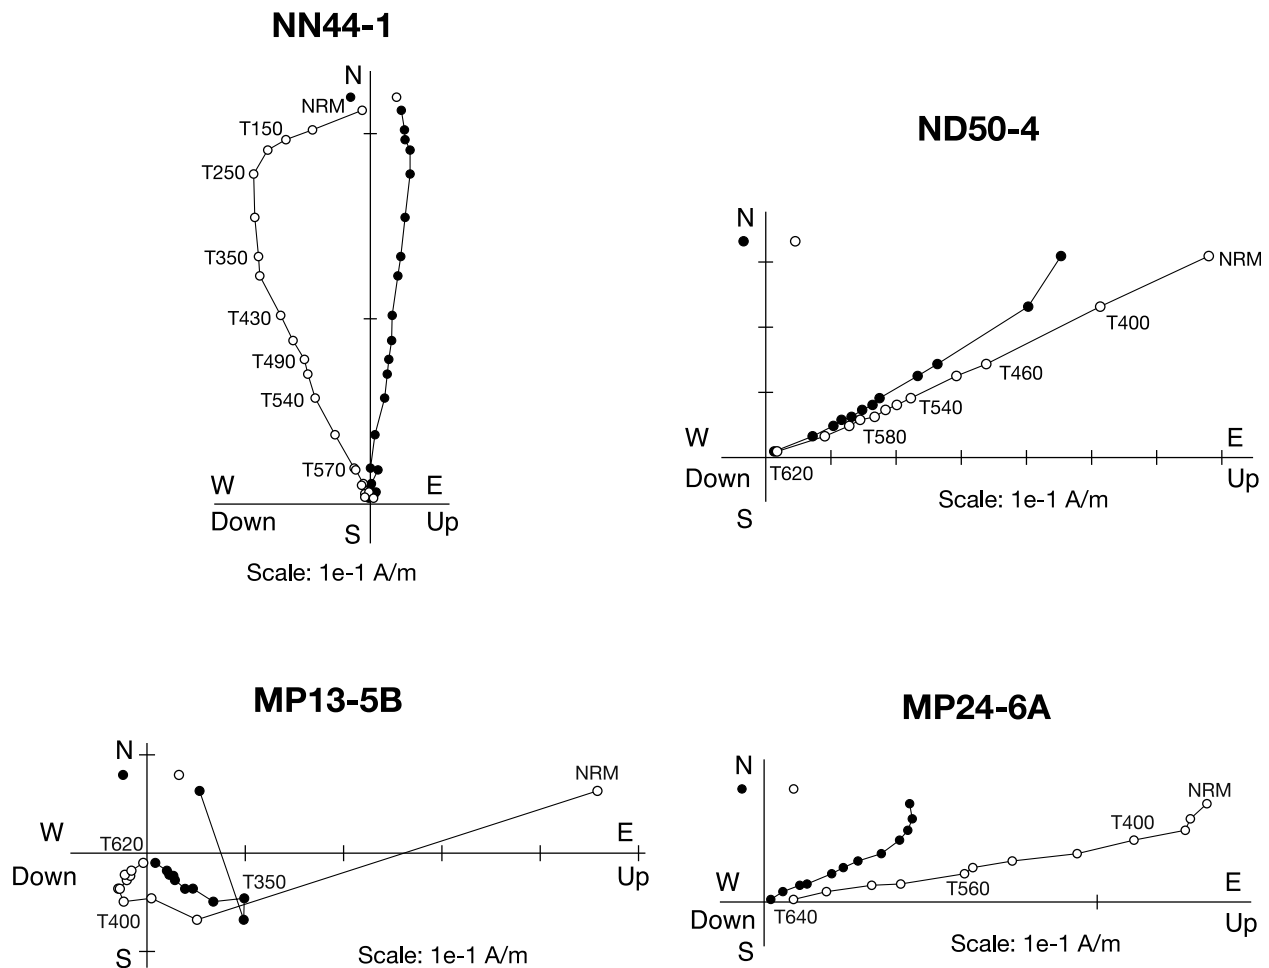 NN44-1
N
NRM
T150
T250
T350
T430
T490
T540
T570
W
E
Down
Up
S
Scale: 1e-1 A/m
ND50-4
N
NRM
T400
T460
T540
T580
W
E
Down
T620
Up
Scale: 1e-1 A/m
S
MP13-5B
N
NRM
W
E
T620
Down
T350
Up
T400
S
Scale: 1e-1 A/m
MP24-6A
N
NRM
T400
T560
W
E
Down
T640
Up
S
Scale: 1e-1 A/m